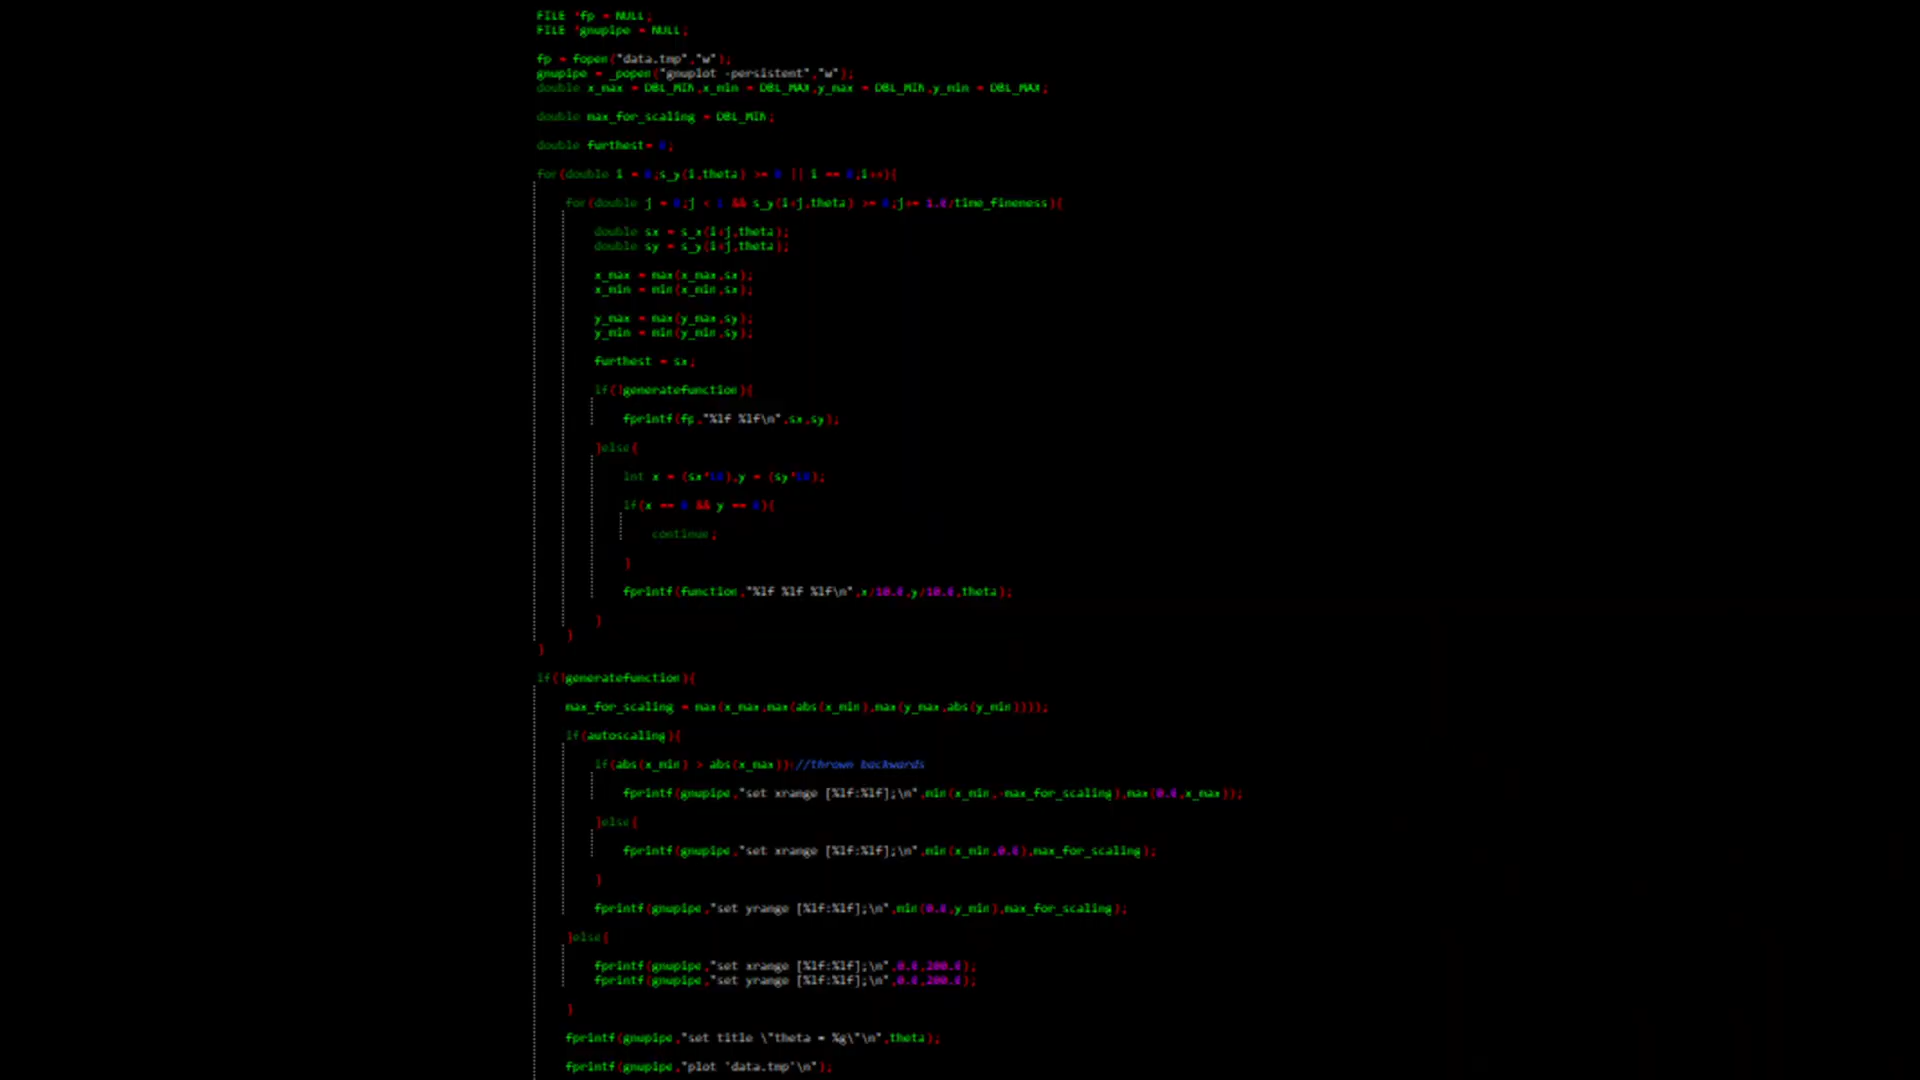 FILE *fp = NULL;
FILE *gnupipe = NULL;
fp = fopen("data.tmp","w");
gnupipe = _popen("gnuplot -persistent","w");
double x_max = DBL_MIN,x_min = DBL_MAX,y_max = DBL_MIN,y_min = DBL_MAX;
double max_for_scaling = DBL_MIN;
double furthest= 0;
for(double i = 0;s_y(i,theta) >= 0 || i == 0;i++){
for(double j = 0;j < 1 && s_y(i+j,theta) >= 0;j+= 1.0/time_fineness){
double sx = s_x(i+j,theta);
double sy = s_y(i+j,theta);
x_max = max(x_max,sx);
x_min = min(x_min,sx);
y_max = max(y_max,sy);
y_min = min(y_min,sy);
furthest = sx;
if(!generatefunction){
fprintf(fp,"%lf %lf\n",sx,sy);
}else{
int x = (sx*10),y = (sy*10);
if(x == 0 && y == 0){
continue;
}
fprintf(function,"%lf %lf %lf\n",x/10.0,y/10.0,theta);
}
}
}
if(!generatefunction){
max_for_scaling = max(x_max,max(abs(x_min),max(y_max,abs(y_min))));
if(autoscaling){
if(abs(x_min) > abs(x_max)){//thrown backwards
fprintf(gnupipe,"set xrange [%lf:%lf];\n",min(x_min,-max_for_scaling),max(0.0,x_max));
}else{
fprintf(gnupipe,"set xrange [%lf:%lf];\n",min(x_min,0.0),max_for_scaling);
}
fprintf(gnupipe,"set yrange [%lf:%lf];\n",min(0.0,y_min),max_for_scaling);
}else{
fprintf(gnupipe,"set xrange [%lf:%lf];\n",0.0,200.0);
fprintf(gnupipe,"set yrange [%lf:%lf];\n",0.0,200.0);
}
fprintf(gnupipe,"set title \"theta = %g\"\n",theta);
fprintf(gnupipe,"plot 'data.tmp'\n");